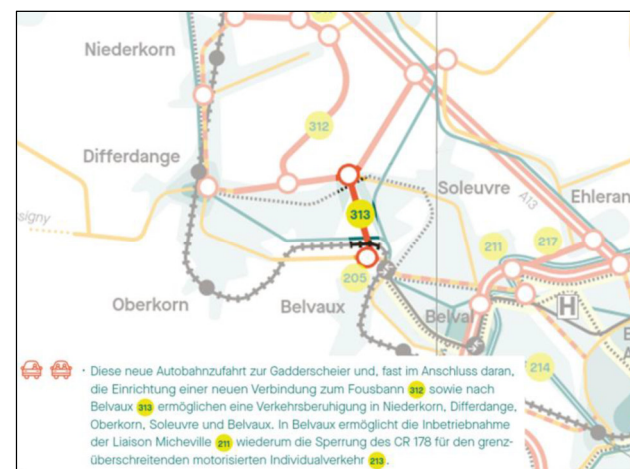 Niederkorn
312
Differdange
Soleuvre
Ehleran
A13
313
211
217
signy
205
Oberkorn
Belvaux
Belval
H
214
· Diese neue Autobahnzufahrt zur Gadderscheier und, fast im Anschluss daran,
die Einrichtung einer neuen Verbindung zum Fousbann 312 sowie nach
Belvaux 313 ermöglichen eine Verkehrsberuhigung in Niederkorn, Differdange,
Oberkorn, Soleuvre und Belvaux. In Belvaux ermöglicht die Inbetriebnahme
der Liaison Micheville 211 wiederum die Sperrung des CR 178 für den grenz-
überschreitenden motorisierten Individualverkehr 213 .